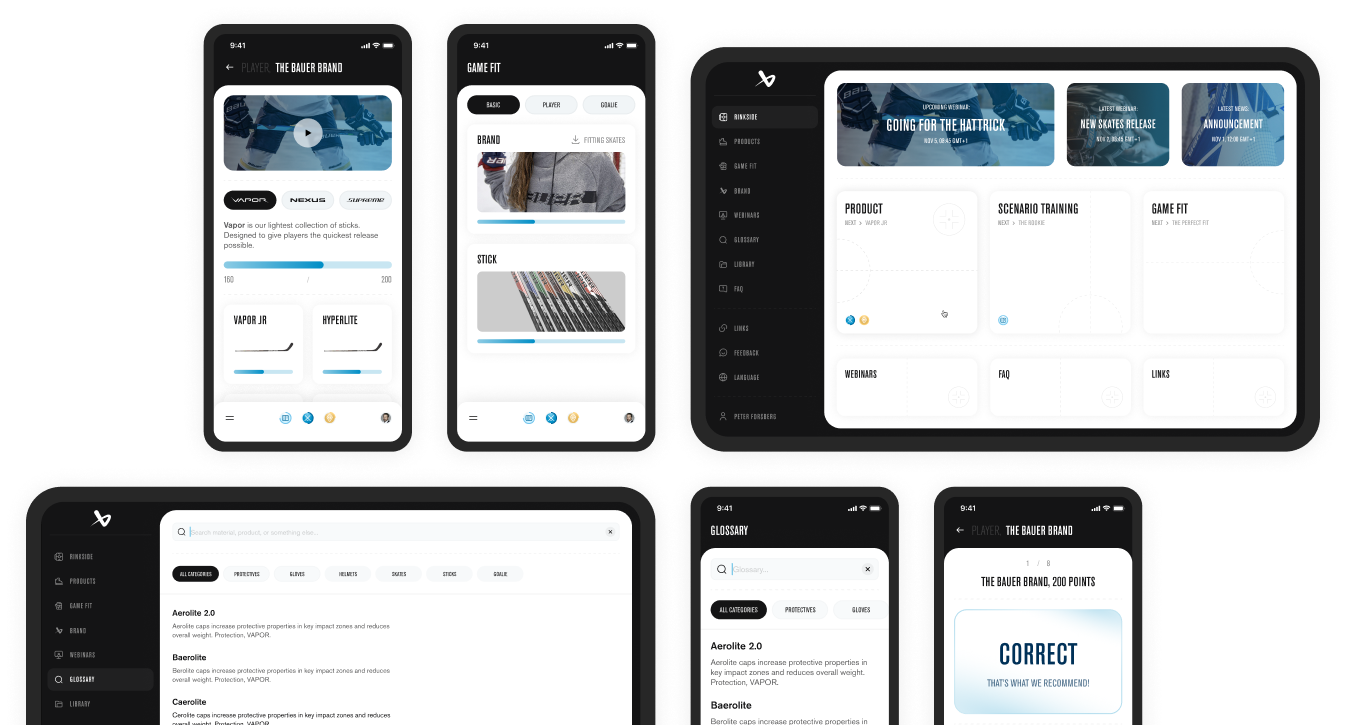 9:41
PLAYER. THE BAUER BRAND
VAPOR
NEXUS
SUPREME
Vapor is our lightest collection of sticks.
Designed to give players the quickest release
possible.
160 / 200
VAPOR JR
HYPERLITE
9:41
GAME FIT
BASIC
PLAYER
GOALIE
BRAND
FITTING SKATES
STICK
RINKSIDE
PRODUCTS
GAME FIT
BRAND
WEBINARS
GLOSSARY
LIBRARY
FAQ
LINKS
FEEDBACK
LANGUAGE
PETER FORSBERG
UPCOMING WEBINAR:
GOING FOR THE HATTRICK
NOV 5, 08:45 GMT+1
LATEST WEBINAR:
NEW SKATES RELEASE
NOV 2, 08:45 GMT+1
LATEST NEWS:
ANNOUNCEMENT
NOV 1, 12:00 GMT+1
PRODUCT
NEXT > VAPOR JR
SCENARIO TRAINING
NEXT > THE ROOKIE
GAME FIT
NEXT > THE PERFECT FIT
WEBINARS
FAQ
LINKS
RINKSIDE
PRODUCTS
GAME FIT
BRAND
WEBINARS
GLOSSARY
LIBRARY
Search material, product, or something else...
ALL CATEGORIES
PROTECTIVES
GLOVES
HELMETS
SKATES
STICKS
GOALIE
Aerolite 2.0
Aerolite caps increase protective properties in key impact zones and reduces
overall weight. Protection, VAPOR.
Baerolite
Berolite caps increase protective properties in key impact zones and reduces
overall weight. Protection, VAPOR.
Caerolite
Cerolite caps increase protective properties in key impact zones and reduces
overall weight. Protection, VAPOR.
9:41
GLOSSARY
Glossary...
ALL CATEGORIES
PROTECTIVES
GLOVES
Aerolite 2.0
Aerolite caps increase protective properties in
key impact zones and reduces overall weight.
Protection, VAPOR.
Baerolite
Berolite caps increase protective properties in
9:41
PLAYER. THE BAUER BRAND
1 / 8
THE BAUER BRAND, 200 POINTS
CORRECT
THAT'S WHAT WE RECOMMEND!